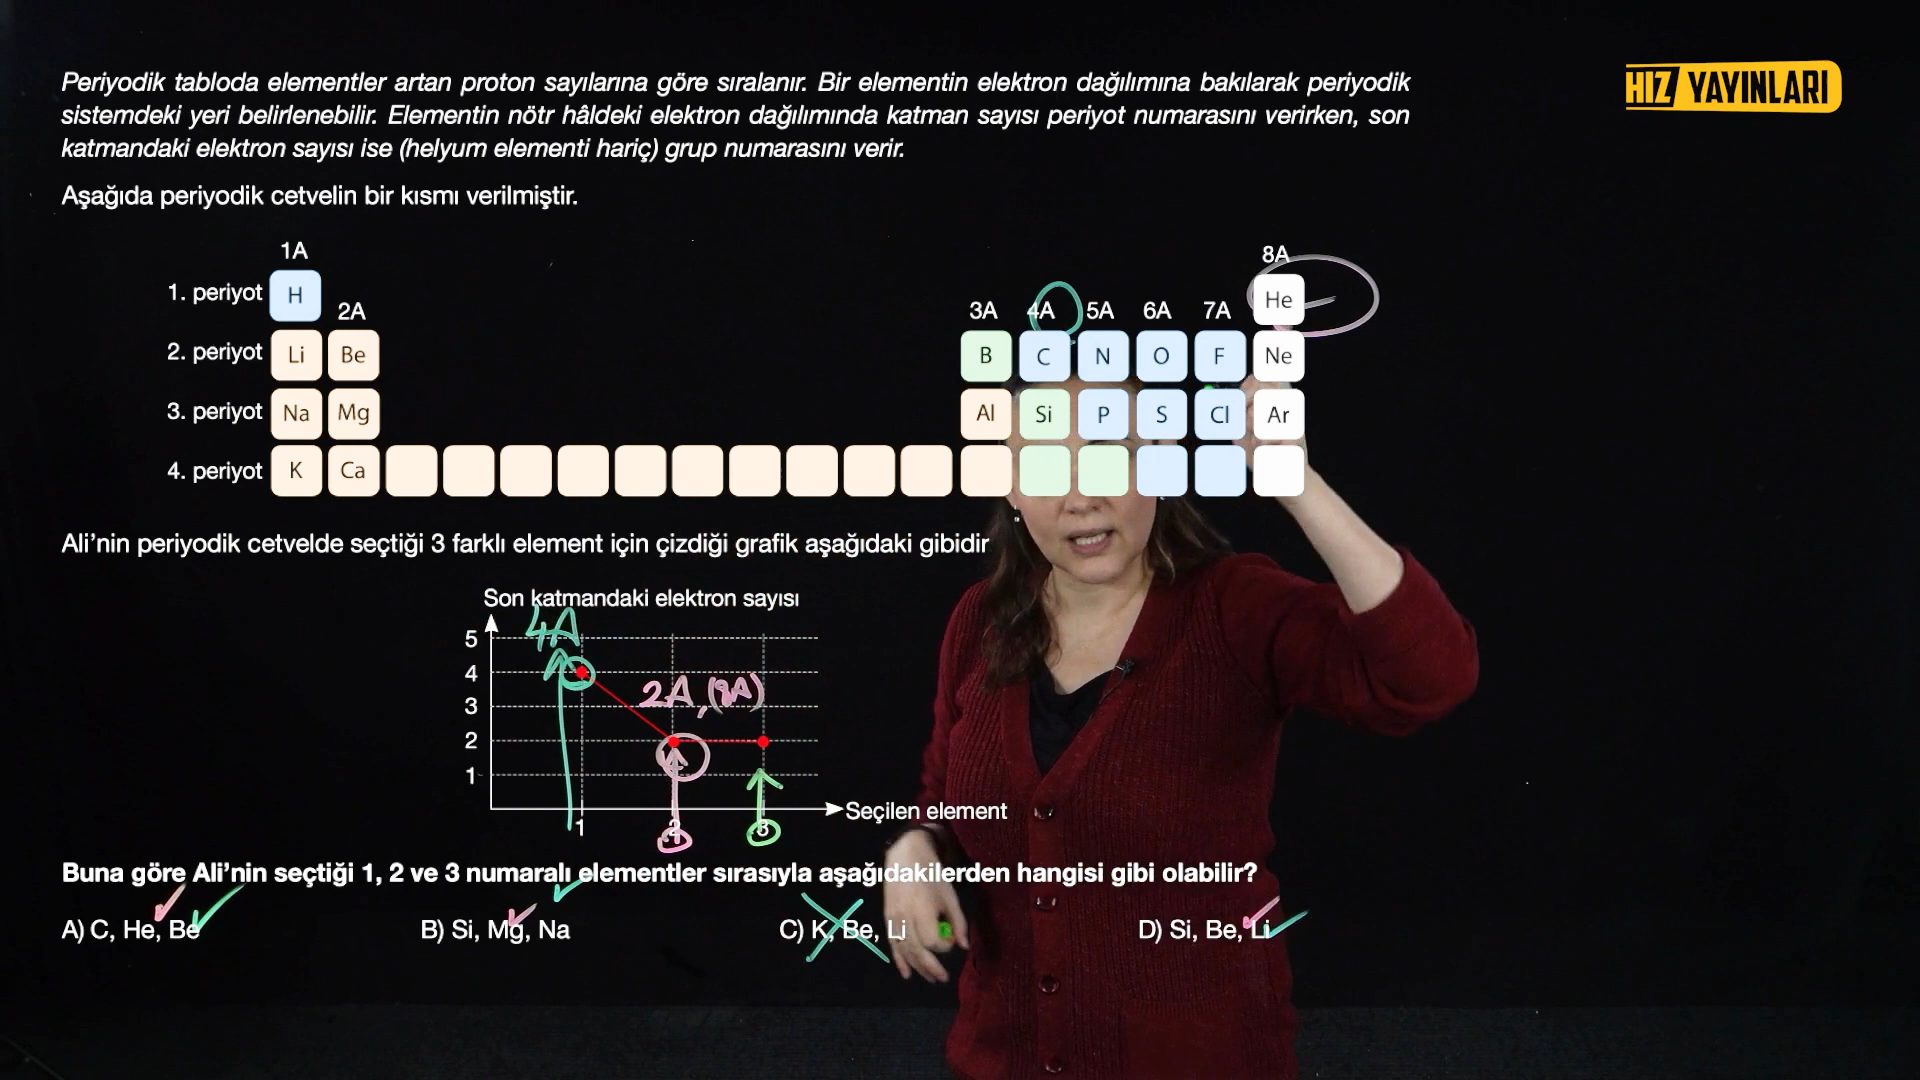 HIZ YAYINLARI
Periyodik tabloda elementler artan proton sayılarına göre sıralanır. Bir elementin elektron dağılımına bakılarak periyodik
sistemdeki yeri belirlenebilir. Elementin nötr hâldeki elektron dağılımında katman sayısı periyot numarasını verirken, son
katmandaki elektron sayısı ise (helyum elementi hariç) grup numarasını verir.
Aşağıda periyodik cetvelin bir kısmı verilmiştir.
1A 8A
1. periyot H He
2A 3A 4A 5A 6A 7A
2. periyot Li Be B C N O F Ne
3. periyot Na Mg Al Si P S Cl Ar
4. periyot K Ca
Ali'nin periyodik cetvelde seçtiği 3 farklı element için çizdiği grafik aşağıdaki gibidir
Son katmandaki elektron sayısı
4A
5
4
2A, (8A)
3
2
1
Seçilen element
1 2 3
Buna göre Ali'nin seçtiği 1, 2 ve 3 numaralı elementler sırasıyla aşağıdakilerden hangisi gibi olabilir?
A) C, He, Be B) Si, Mg, Na C) K, Be, Li D) Si, Be, Li